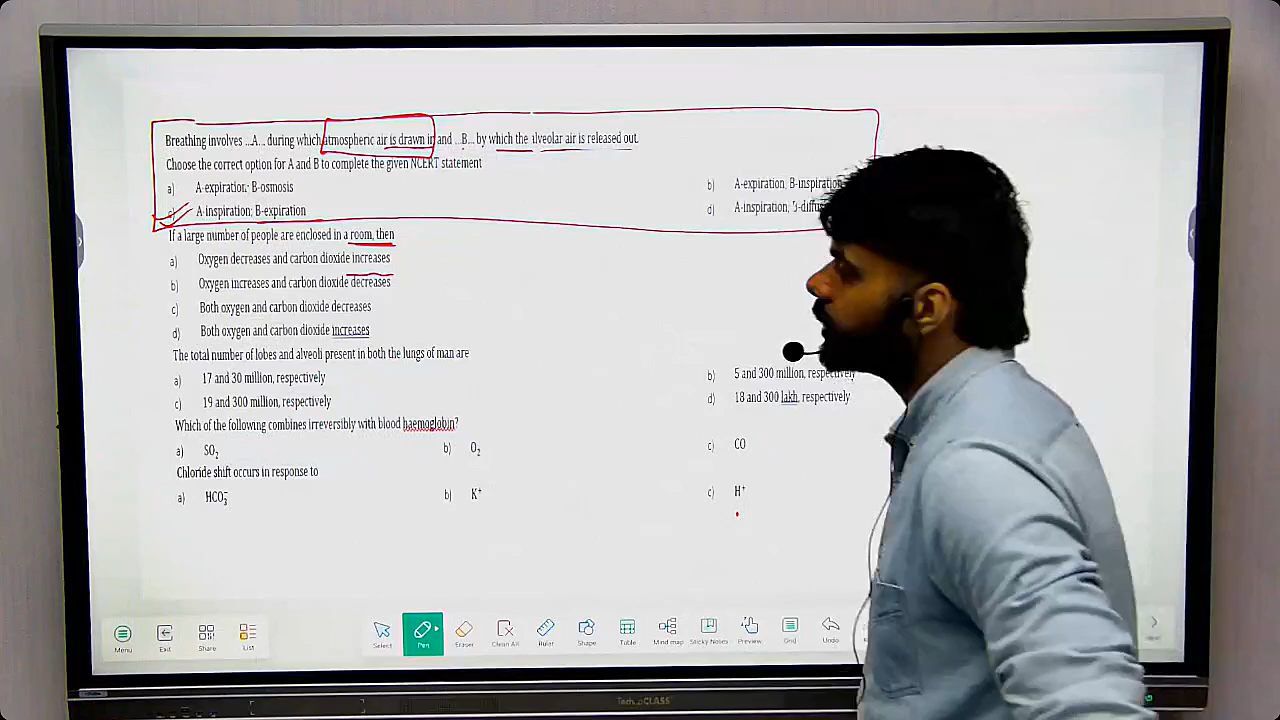 Breathing involves ...A... during which atmospheric air is drawn in and ...B... by which the alveolar air is released out.
Choose the correct option for A and B to complete the given NCERT statement
a) A-expiration; B-osmosis b) A-expiration, B-inspiration
A-inspiration; B-expiration d) A-inspiration,
If a large number of people are enclosed in a room, then
a) Oxygen decreases and carbon dioxide increases
b) Oxygen increases and carbon dioxide decreases
c) Both oxygen and carbon dioxide decreases
d) Both oxygen and carbon dioxide increases
The total number of lobes and alveoli present in both the lungs of man are
a) 17 and 30 million, respectively b) 5 and 300 million, respectively
c) 19 and 300 million, respectively d) 18 and 300 lakh, respectively
Which of the following combines irreversibly with blood haemoglobin?
a) SO₂ b) O₂ c) CO
Chloride shift occurs in response to
a) HCO₃⁻ b) K⁺ c) H⁺
Menu Exit Share List Select Pen Eraser Clean All Ruler Shape Table Mind map Sticky Notes Preview Grid Undo